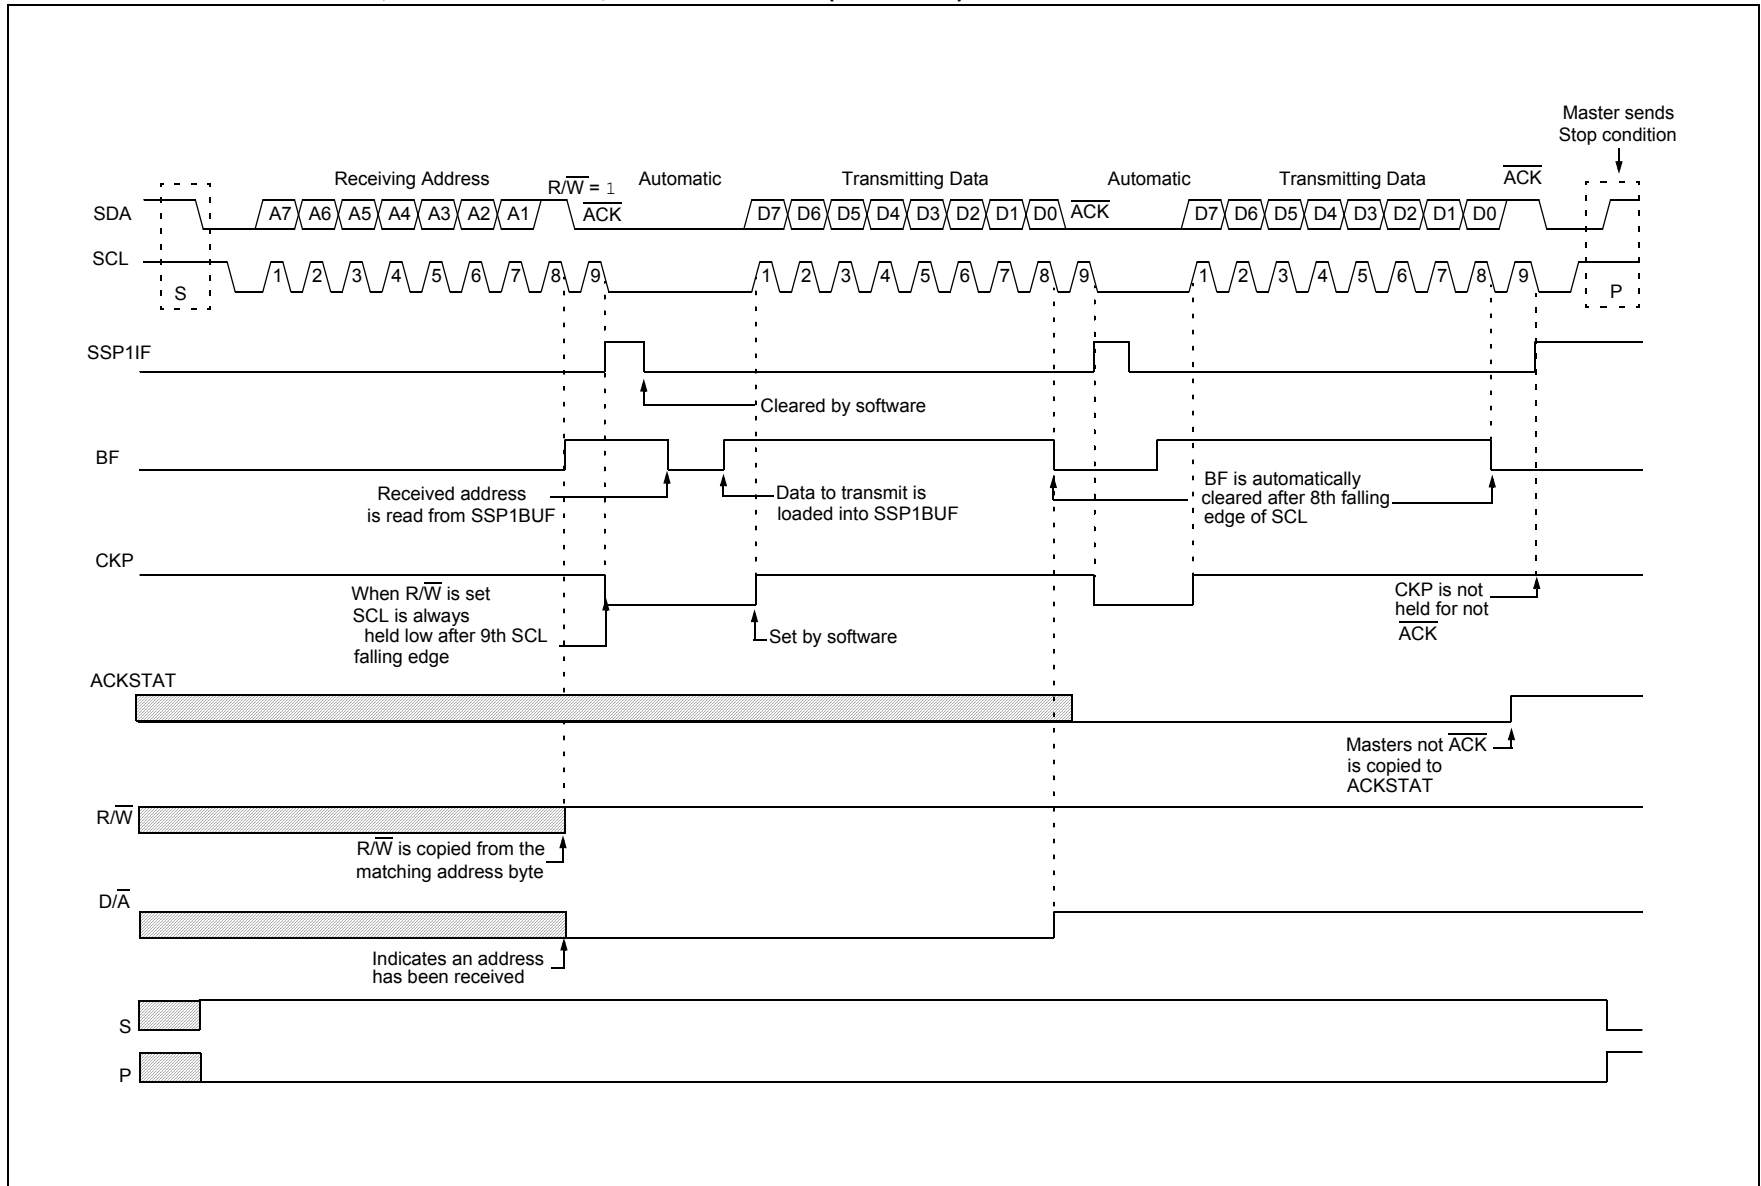 Master sends
Stop condition
Receiving Address
R/W̅ = 1
Automatic
Transmitting Data
Automatic
Transmitting Data
A̅C̅K̅
SDA
A7 A6 A5 A4 A3 A2 A1
A̅C̅K̅
D7 D6 D5 D4 D3 D2 D1 D0
A̅C̅K̅
D7 D6 D5 D4 D3 D2 D1 D0
SCL
1 2 3 4 5 6 7 8 9
1 2 3 4 5 6 7 8 9
1 2 3 4 5 6 7 8 9
S
P
SSP1IF
Cleared by software
BF
Received address
is read from SSP1BUF
Data to transmit is
loaded into SSP1BUF
BF is automatically
cleared after 8th falling
edge of SCL
CKP
When R/W̅ is set
SCL is always
held low after 9th SCL
falling edge
Set by software
CKP is not
held for not
A̅C̅K̅
ACKSTAT
Masters not A̅C̅K̅
is copied to
ACKSTAT
R/W̅
R/W̅ is copied from the
matching address byte
D/A̅
Indicates an address
has been received
S
P